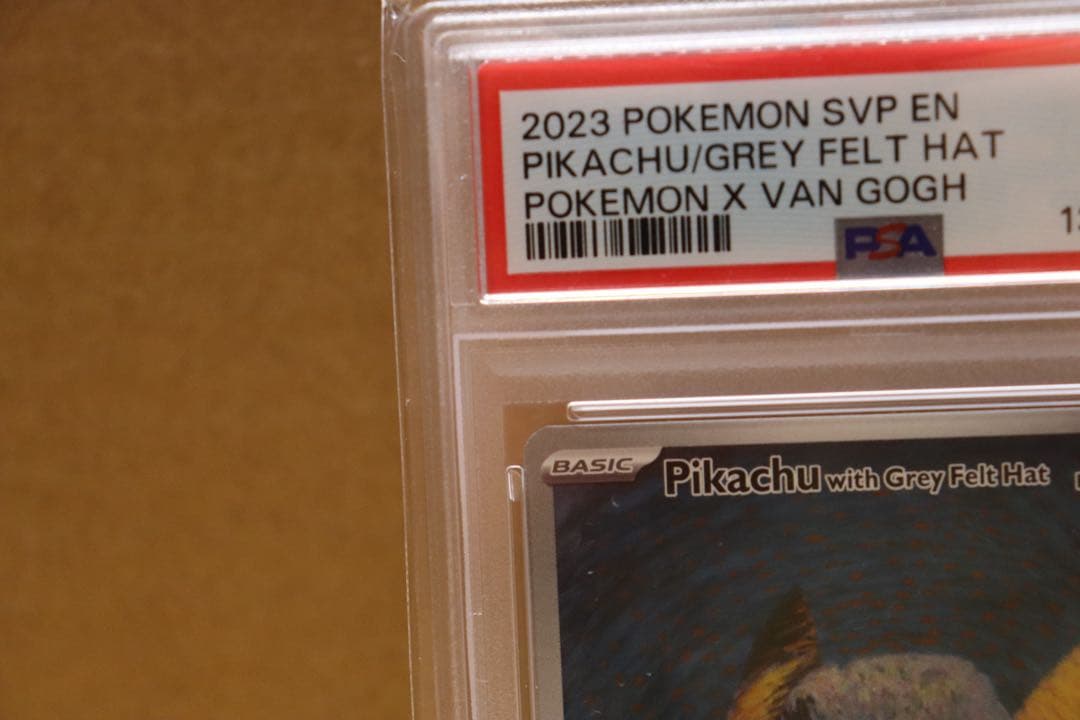 2023 POKEMON SVP EN
PIKACHU/GREY FELT HAT
POKEMON X VAN GOGH
PSA
BASIC
Pikachu with Grey Felt Hat